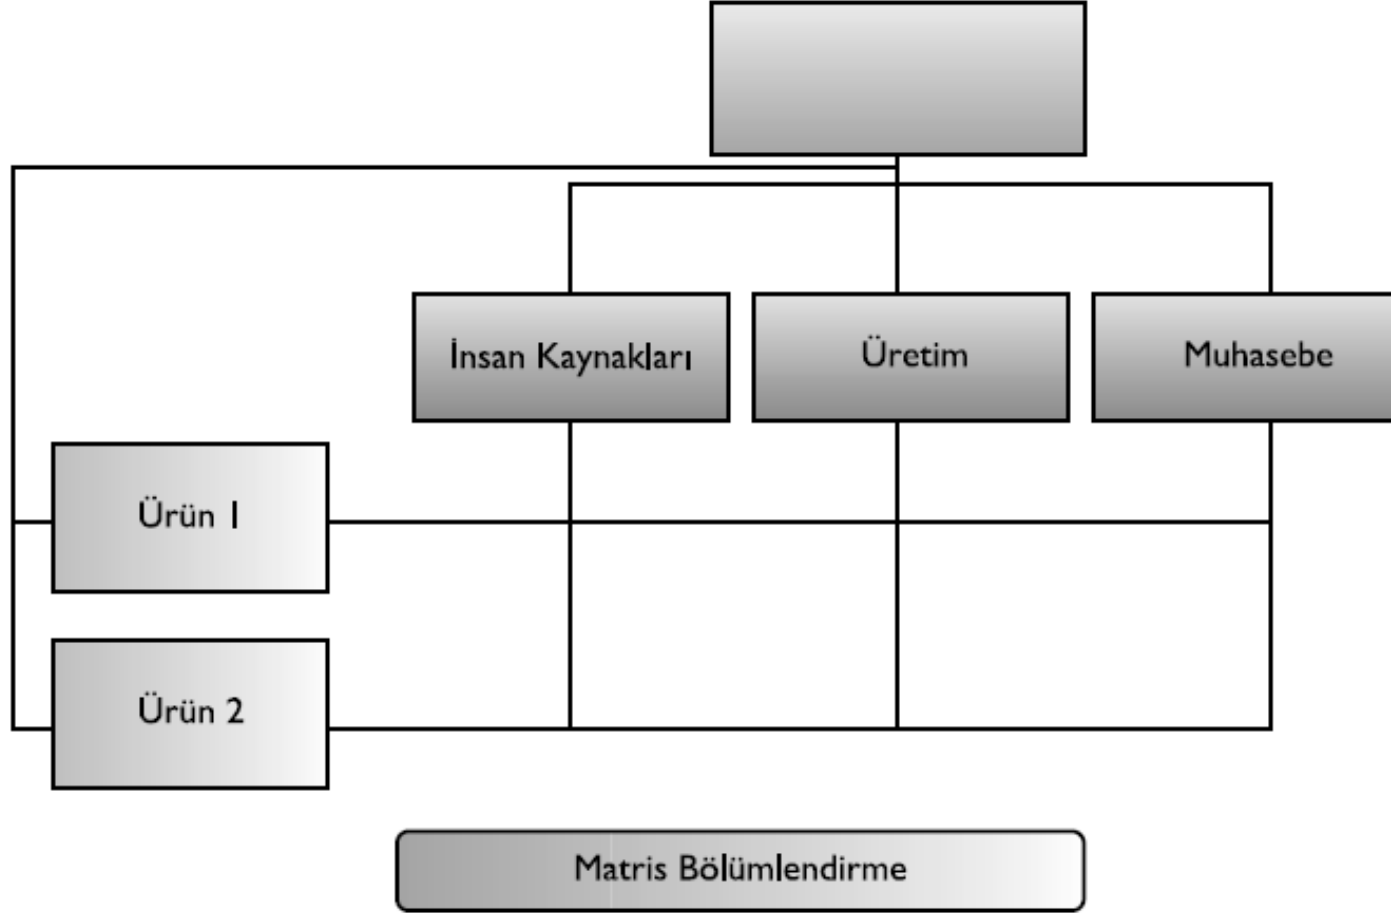 İnsan Kaynakları
Üretim
Muhasebe
Ürün 1
Ürün 2
Matris Bölümlendirme